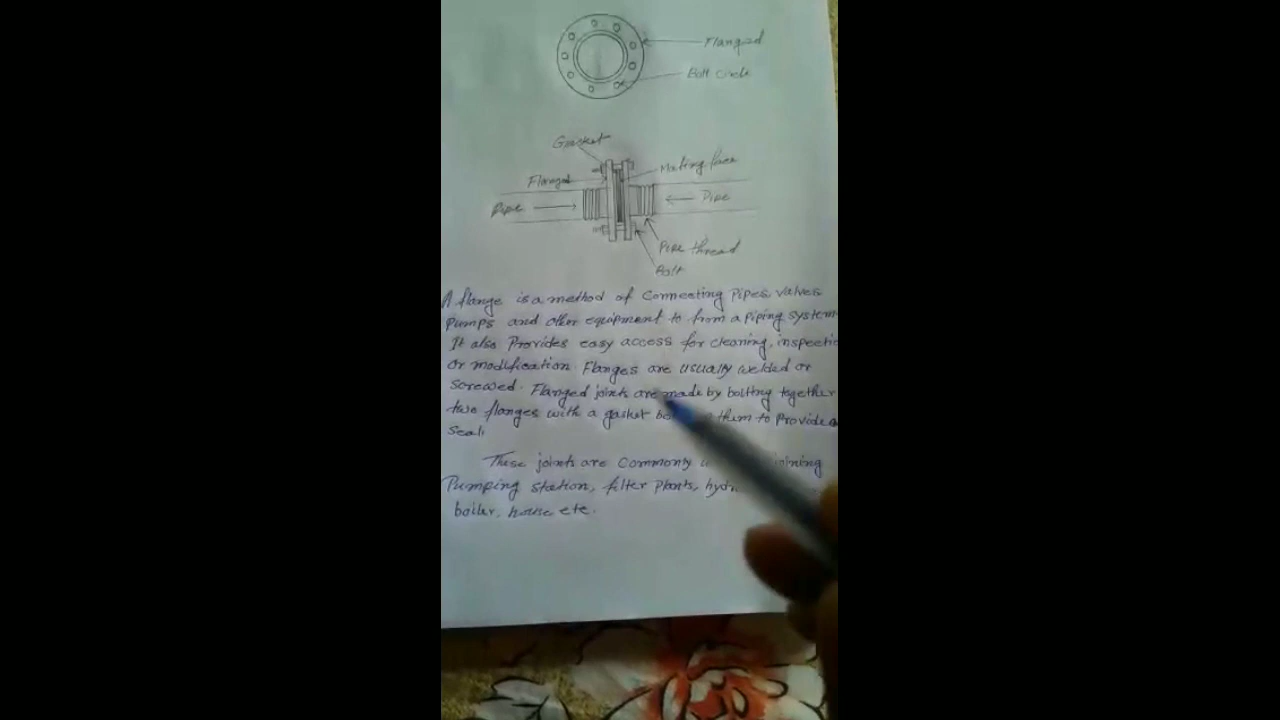 Flanged
Bolt Circle
Gracket
Mating face
Flanged
Pipe
Pipe
Pipe thread
Bolt
A flange is a method of Connecting Pipes, valves
Pumps and other equipment to from a Piping system
It also Provides easy access for cleaning, inspectio
or modification. Flanges are usually welded or
screwed. Flanged joints are made by bolting together
two flanges with a gasket them to Provide a
seal.
These joints are Commonly joining
Pumping station, filter Plants,
boiler, etc.